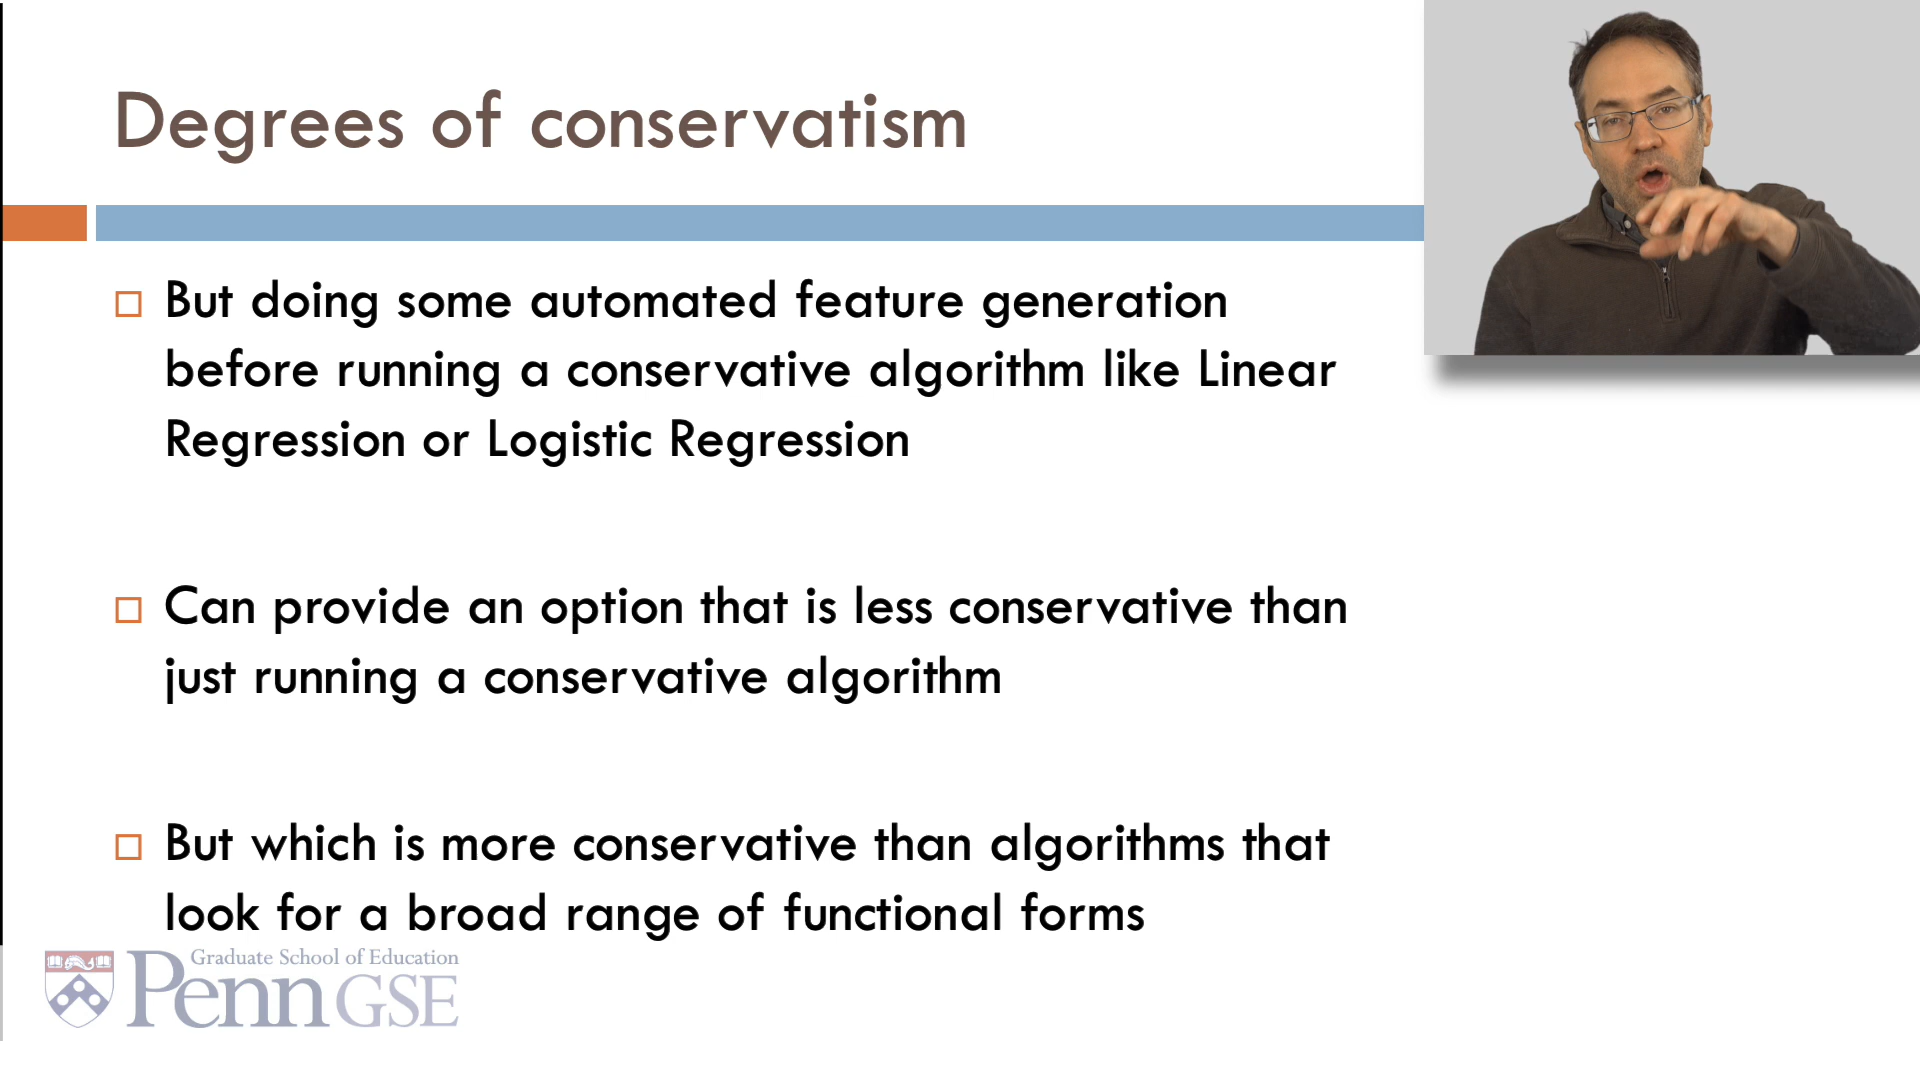 Degrees of conservatism
But doing some automated feature generation
before running a conservative algorithm like Linear
Regression or Logistic Regression
Can provide an option that is less conservative than
just running a conservative algorithm
But which is more conservative than algorithms that
look for a broad range of functional forms
Graduate School of Education
Penn GSE